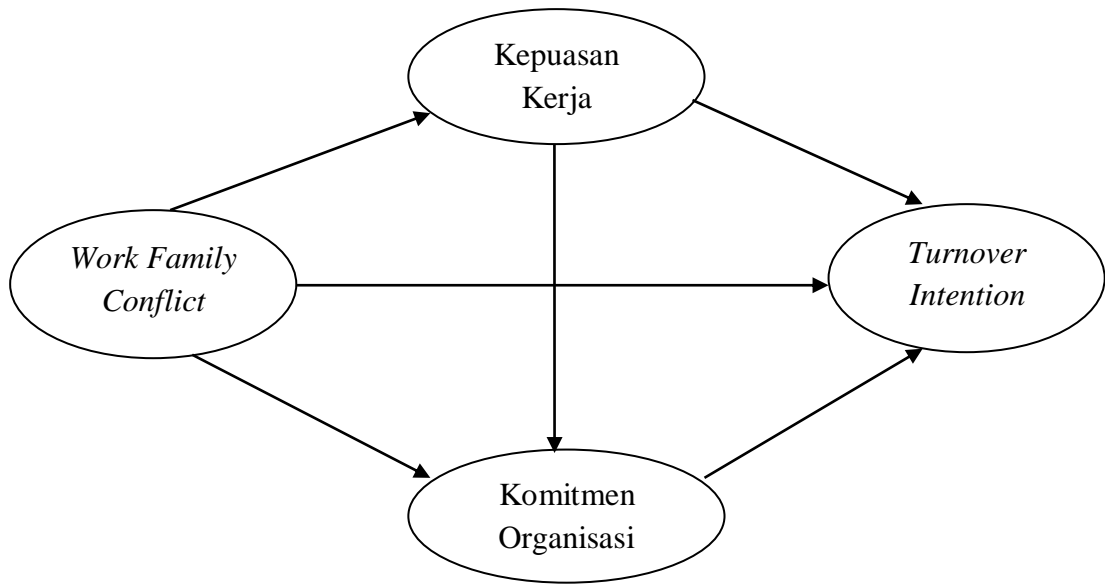 Kepuasan
Kerja
Work Family
Conflict
Turnover
Intention
Komitmen
Organisasi